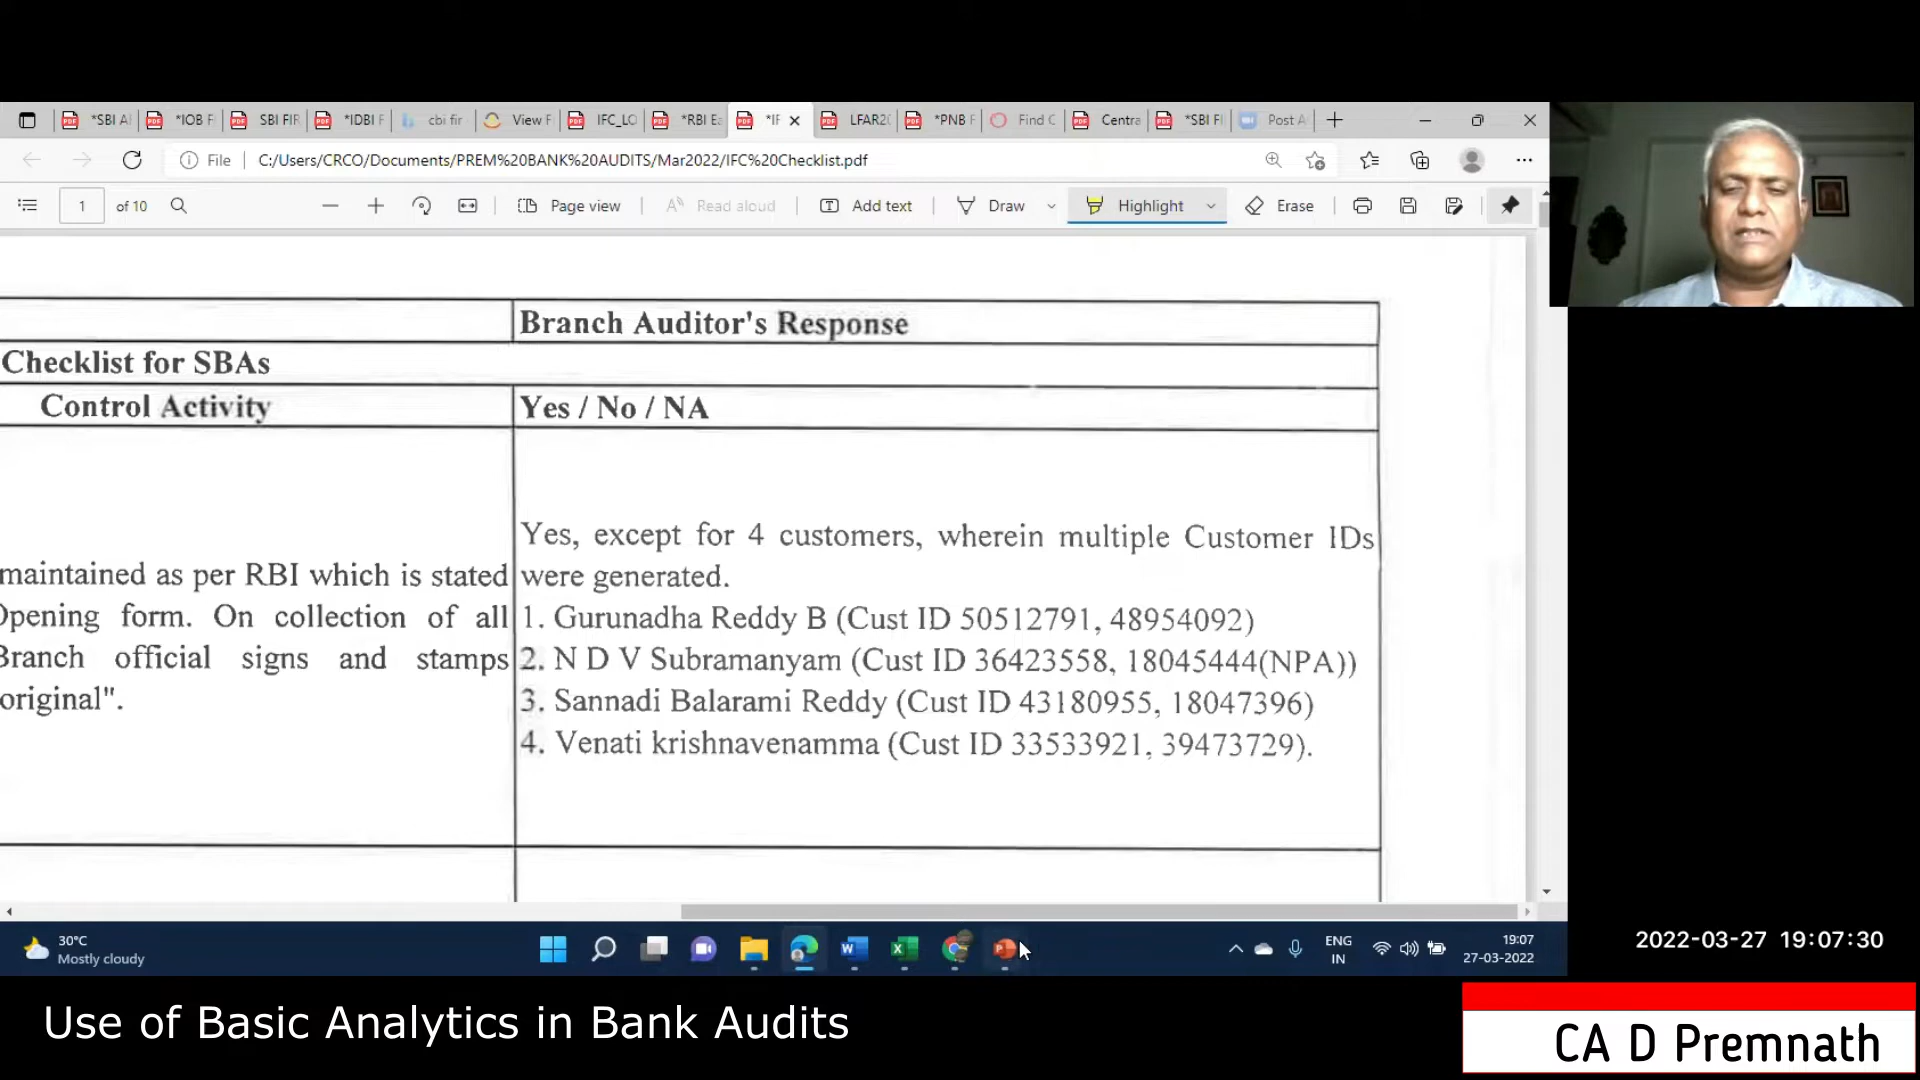 *SBI A
*IOB F
SBI FIR
*IDBI F
cbi fir
View F
IFC_LO
*RBI Ea
*IF
LFAR20
*PNB F
Find C
Centra
*SBI FI
Post A
File
C:/Users/CRCO/Documents/PREM%20BANK%20AUDITS/Mar2022/IFC%20Checklist.pdf
1 of 10
Page view
Read aloud
Add text
Draw
Highlight
Erase
Branch Auditor's Response
Checklist for SBAs
Control Activity
Yes / No / NA
maintained as per RBI which is stated
Opening form. On collection of all
Branch official signs and stamps
original".
Yes, except for 4 customers, wherein multiple Customer IDs
were generated.
1. Gurunadha Reddy B (Cust ID 50512791, 48954092)
2. N D V Subramanyam (Cust ID 36423558, 18045444(NPA))
3. Sannadi Balarami Reddy (Cust ID 43180955, 18047396)
4. Venati krishnavenamma (Cust ID 33533921, 39473729).
30°C
Mostly cloudy
ENG
IN
19:07
27-03-2022
2022-03-27 19:07:30
Use of Basic Analytics in Bank Audits
CA D Premnath